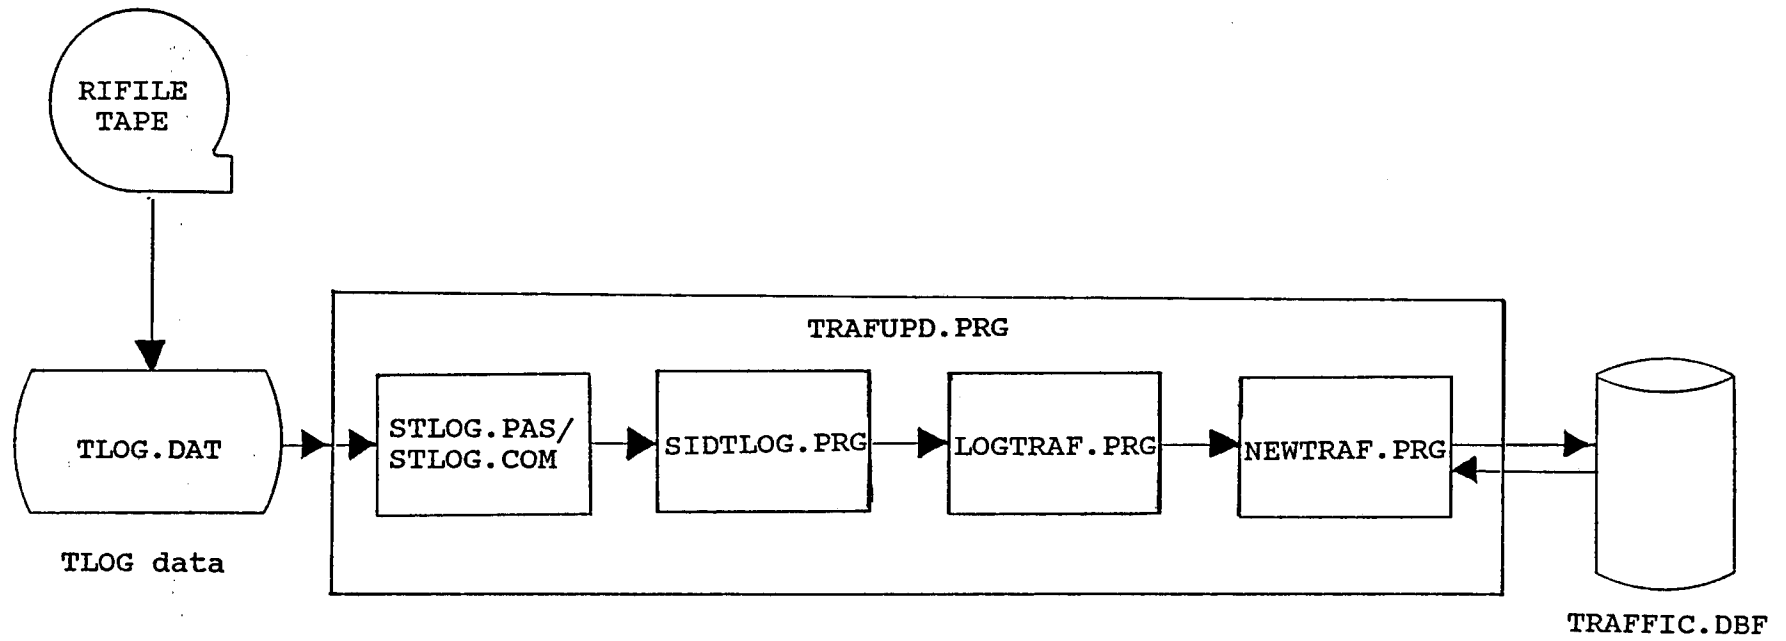 RIFILE
TAPE
TRAFUPD.PRG
TLOG.DAT
STLOG.PAS/
STLOG.COM
SIDTLOG.PRG
LOGTRAF.PRG
NEWTRAF.PRG
TLOG data
TRAFFIC.DBF